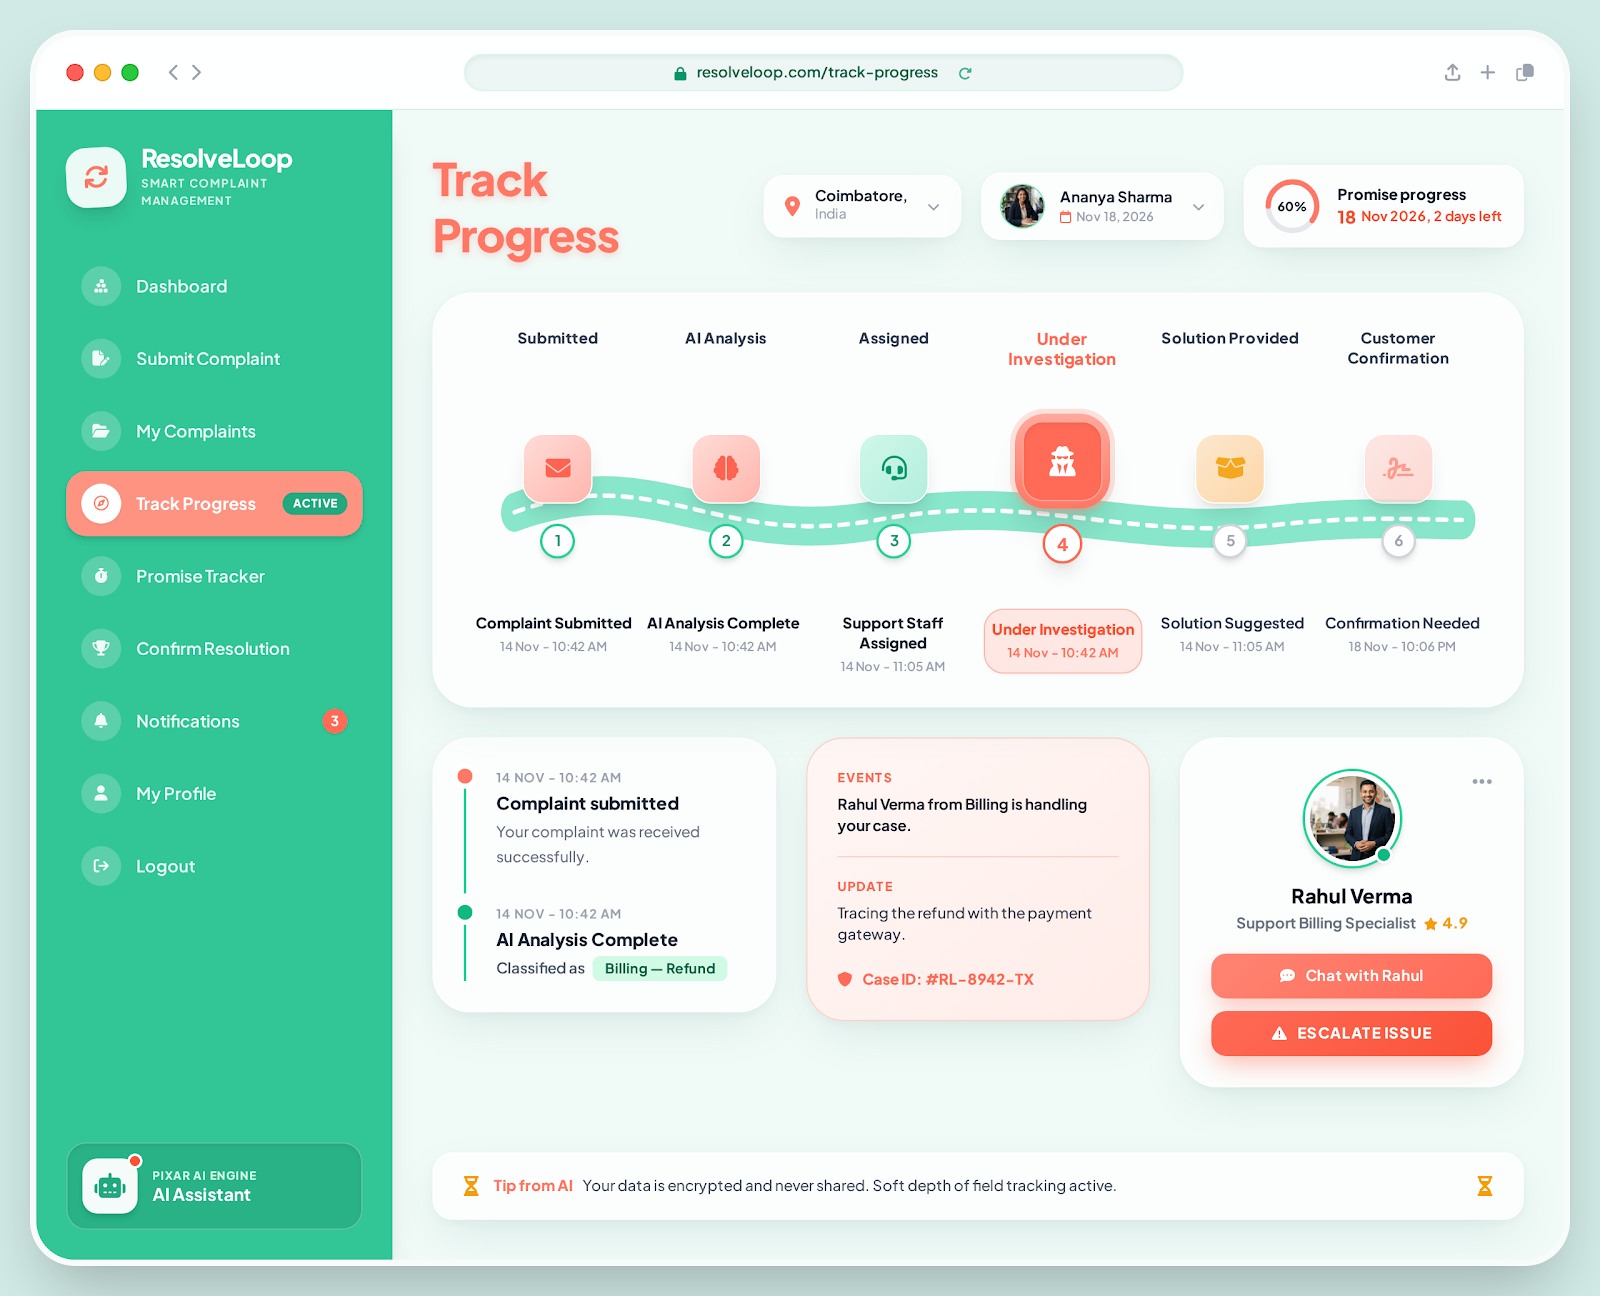 resolveloop.com/track-progress
ResolveLoop
SMART COMPLAINT
MANAGEMENT
Dashboard
Submit Complaint
My Complaints
Track Progress ACTIVE
Promise Tracker
Confirm Resolution
Notifications 3
My Profile
Logout
PIXAR AI ENGINE
AI Assistant
Track
Progress
Coimbatore,
India
Ananya Sharma
Nov 18, 2026
60%
Promise progress
18 Nov 2026, 2 days left
Submitted
AI Analysis
Assigned
Under
Investigation
Solution Provided
Customer
Confirmation
1
2
3
4
5
6
Complaint Submitted
14 Nov - 10:42 AM
AI Analysis Complete
14 Nov - 10:42 AM
Support Staff
Assigned
14 Nov - 11:05 AM
Under Investigation
14 Nov - 10:42 AM
Solution Suggested
14 Nov - 11:05 AM
Confirmation Needed
18 Nov - 10:06 PM
14 NOV - 10:42 AM
Complaint submitted
Your complaint was received
successfully.
14 NOV - 10:42 AM
AI Analysis Complete
Classified as Billing — Refund
EVENTS
Rahul Verma from Billing is handling
your case.
UPDATE
Tracing the refund with the payment
gateway.
Case ID: #RL-8942-TX
Rahul Verma
Support Billing Specialist 4.9
Chat with Rahul
ESCALATE ISSUE
Tip from AI Your data is encrypted and never shared. Soft depth of field tracking active.